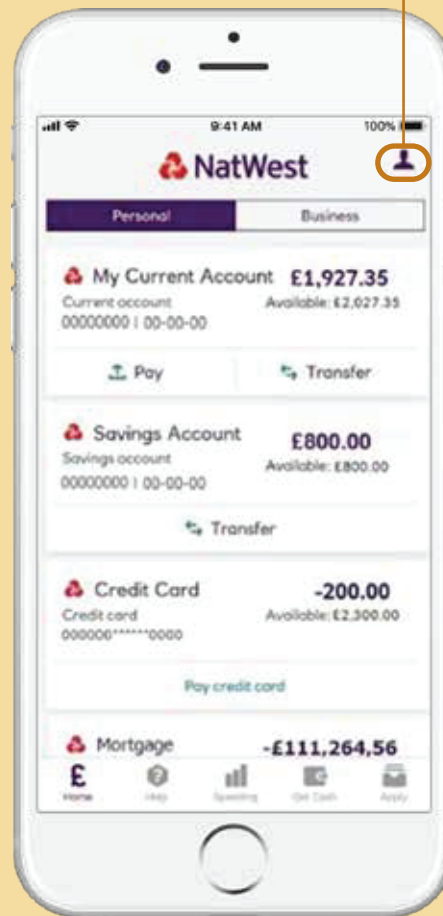 9:41 AM 100%
NatWest
Personal Business
My Current Account £1,927.35
Current account Available: £2,027.35
00000000 | 00-00-00
Pay Transfer
Savings Account £800.00
Savings account Available: £800.00
00000000 | 00-00-00
Transfer
Credit Card -200.00
Credit card Available: £2,300.00
000000******0000
Pay credit card
Mortgage -£111,264,56
£
Home Help Spending Get Cash Apply